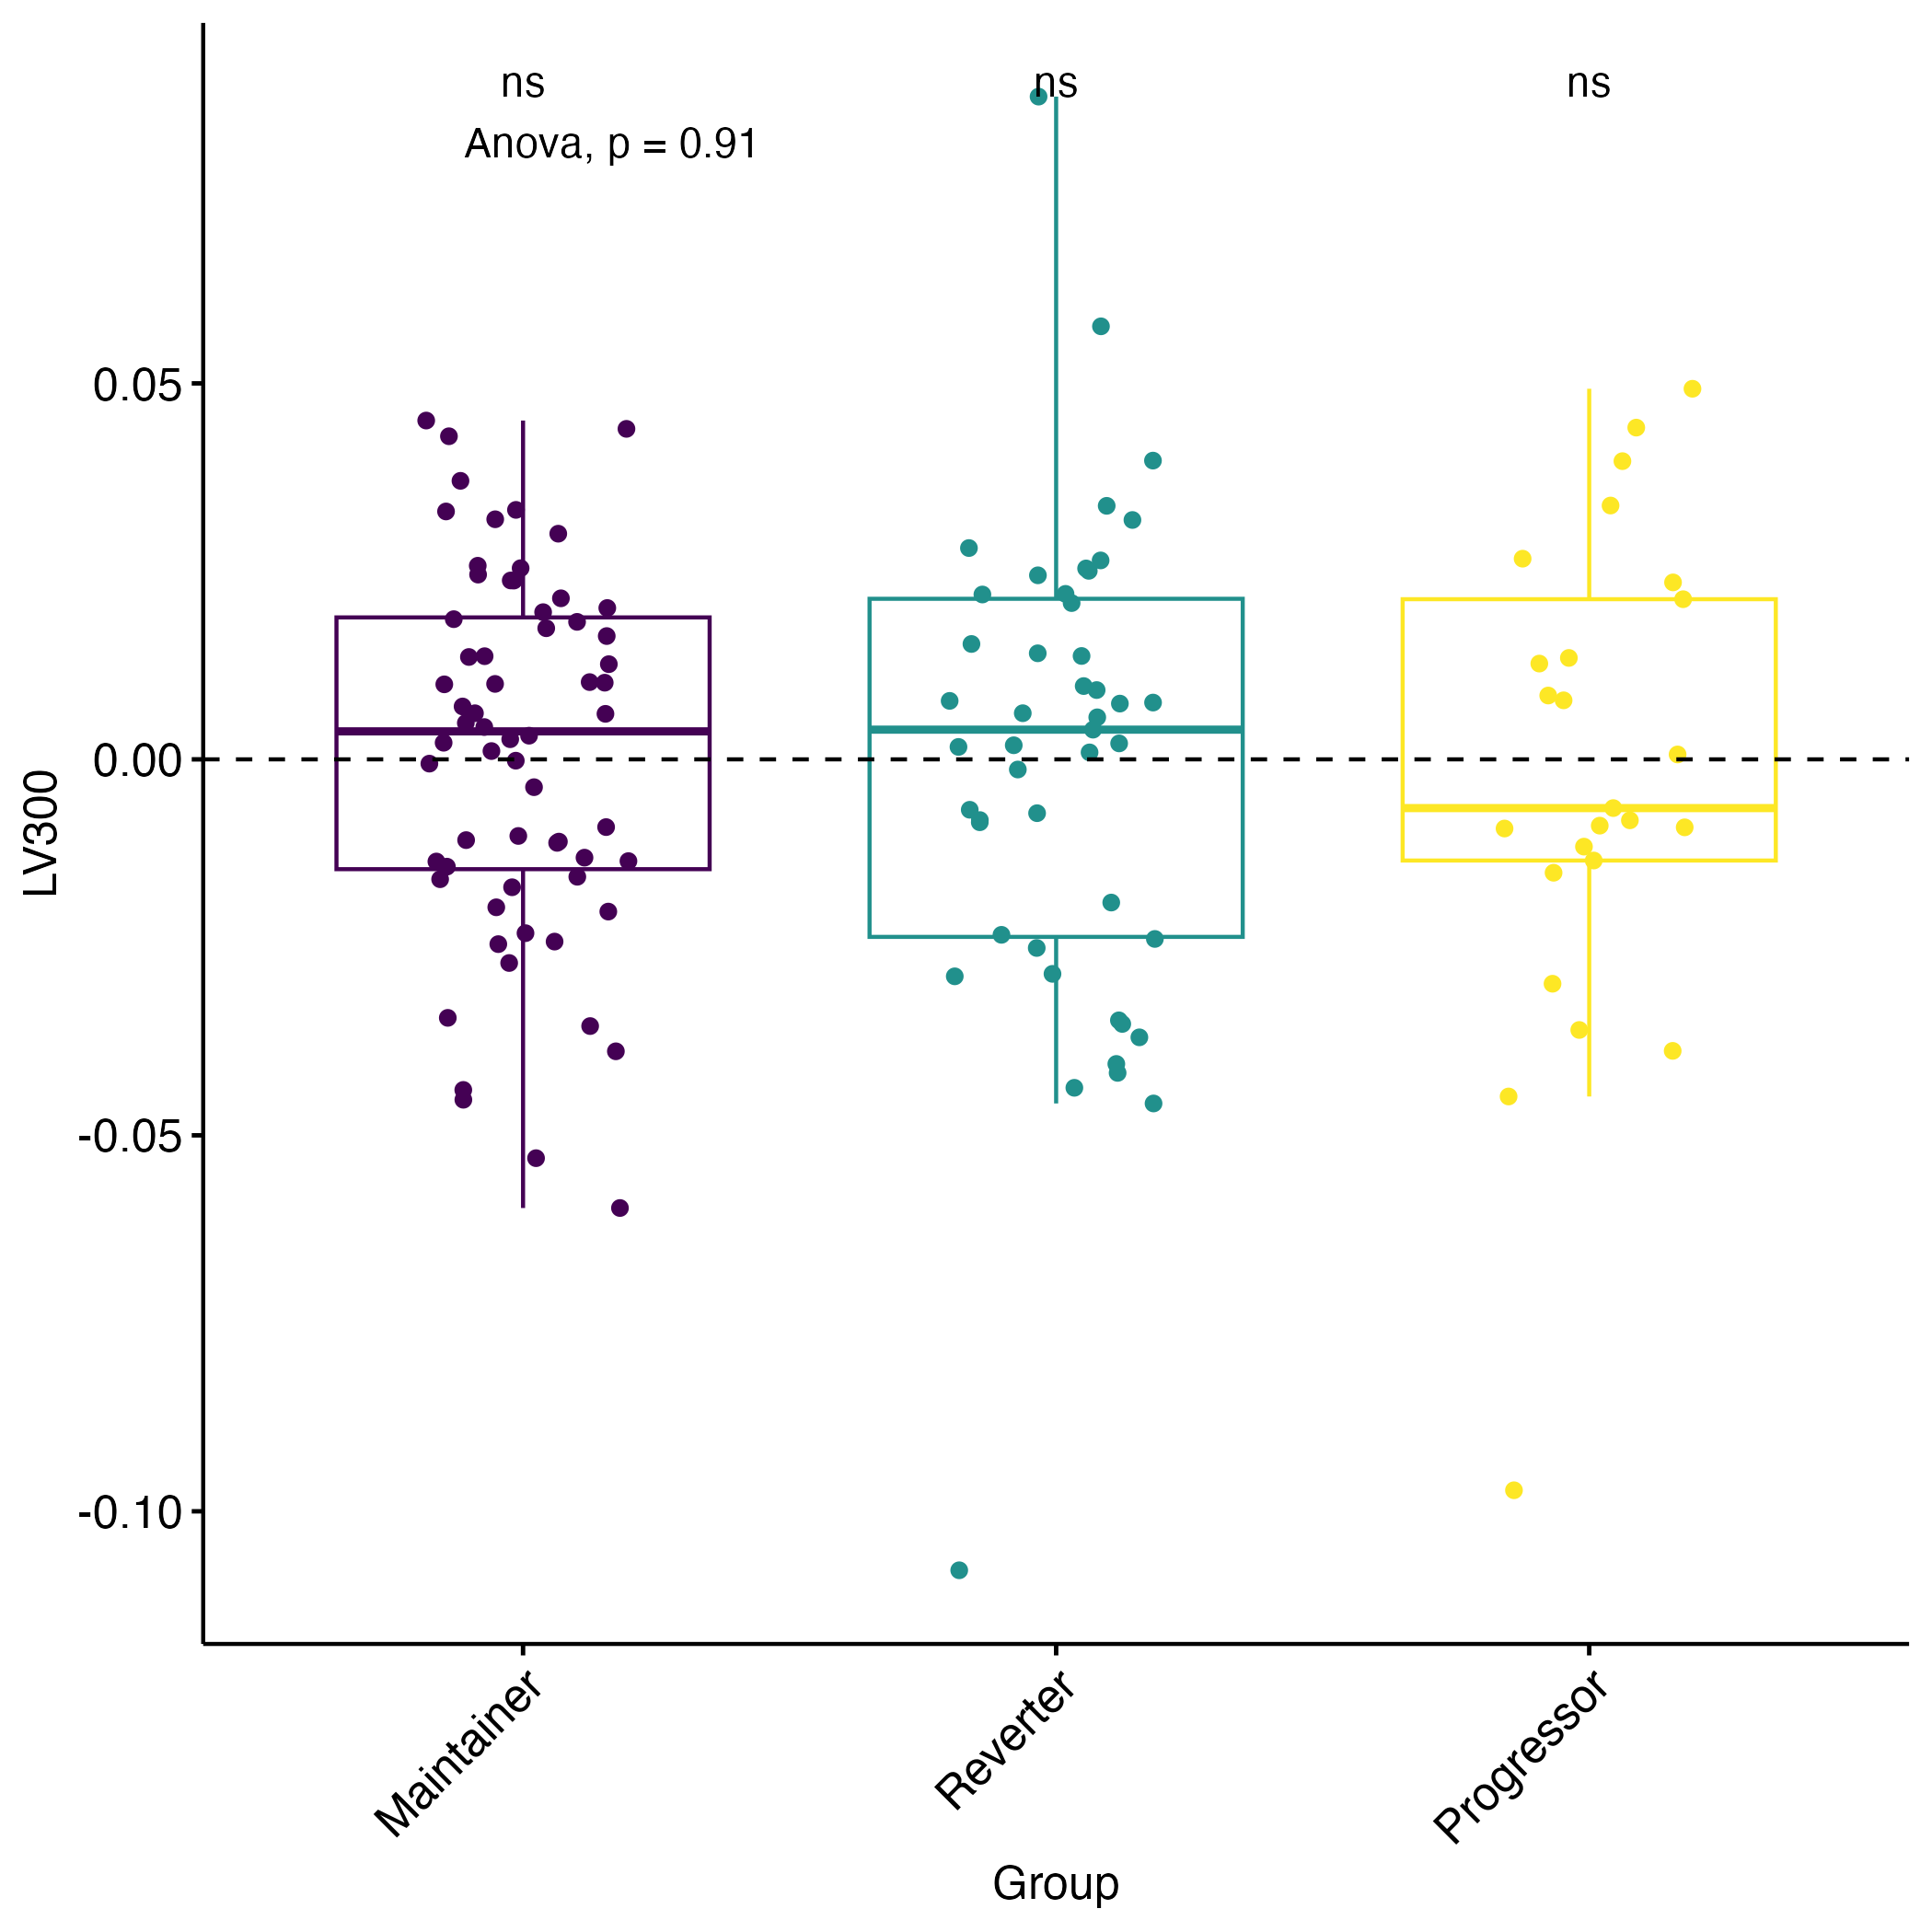 ns ns ns
Anova, p = 0.91
0.05
0.00
-0.05
-0.10
LV300
Maintainer Reverter Progressor
Group